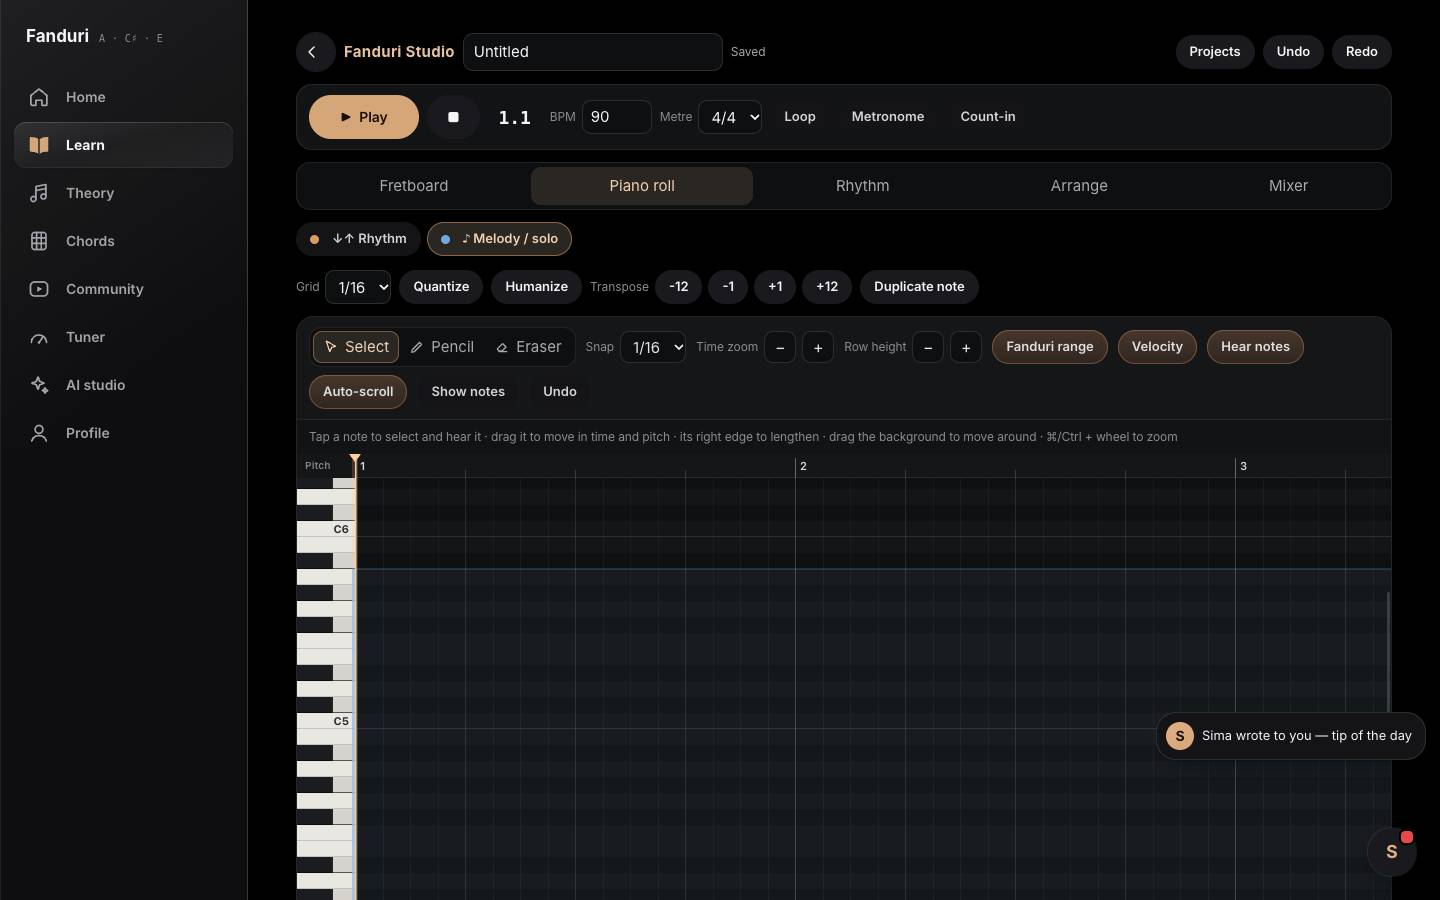 Fanduri A · C♯ · E
Home
Learn
Theory
Chords
Community
Tuner
AI studio
Profile
Fanduri Studio Untitled Saved Projects Undo Redo
Play 1.1 BPM 90 Metre 4/4 Loop Metronome Count-in
Fretboard Piano roll Rhythm Arrange Mixer
↓↑ Rhythm ♪ Melody / solo
Grid 1/16 Quantize Humanize Transpose -12 -1 +1 +12 Duplicate note
Select Pencil Eraser Snap 1/16 Time zoom − + Row height − + Fanduri range Velocity Hear notes
Auto-scroll Show notes Undo
Tap a note to select and hear it · drag it to move in time and pitch · its right edge to lengthen · drag the background to move around · ⌘/Ctrl + wheel to zoom
Pitch 1 2 3
C6
C5
S Sima wrote to you — tip of the day
S